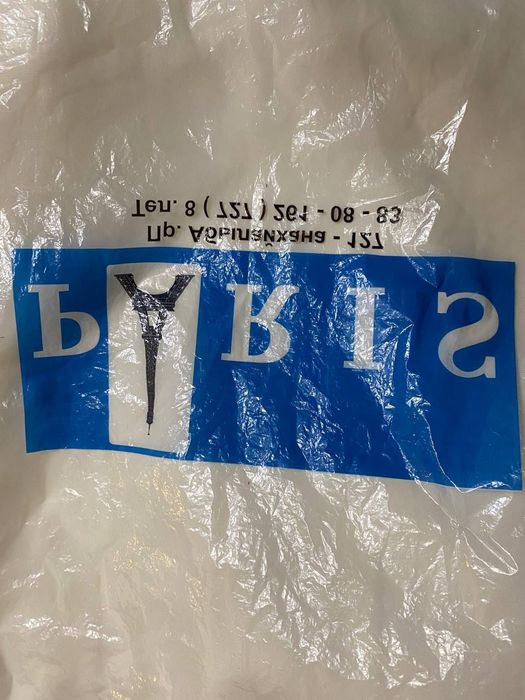 PARIS
Пр. Абылайхана - 127
Тел. 8 ( 727 ) 261 - 08 - 83